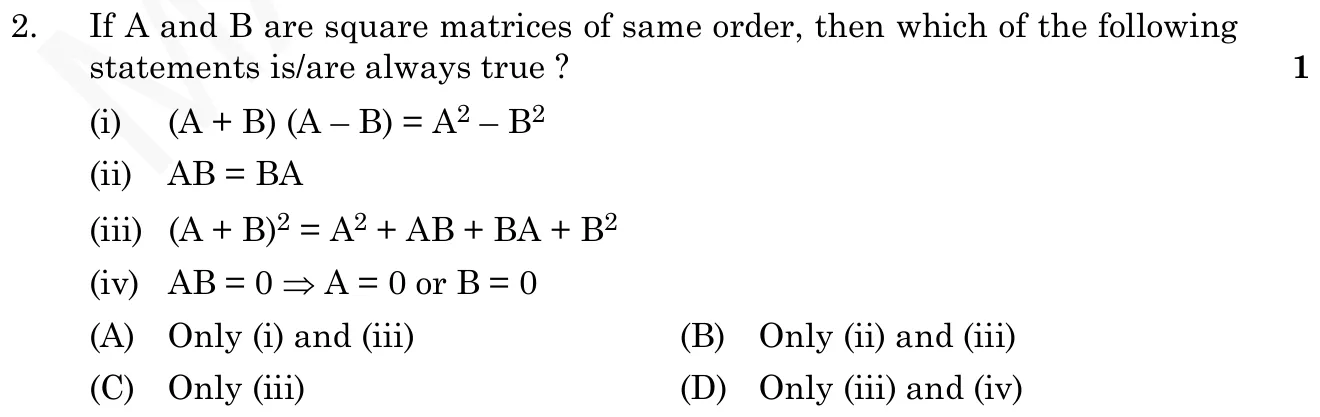 2. If A and B are square matrices of same order, then which of the following
statements is/are always true ? 1
(i) (A + B) (A – B) = A² – B²
(ii) AB = BA
(iii) (A + B)² = A² + AB + BA + B²
(iv) AB = 0 ⇒ A = 0 or B = 0
(A) Only (i) and (iii) (B) Only (ii) and (iii)
(C) Only (iii) (D) Only (iii) and (iv)